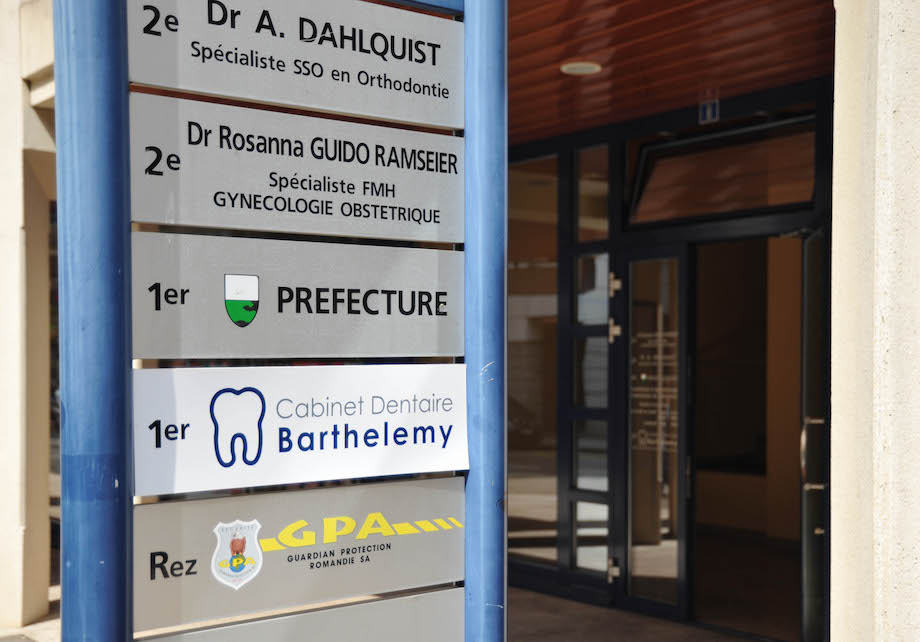 2e Dr A. DAHLQUIST
Spécialiste SSO en Orthodontie
2e Dr Rosanna GUIDO RAMSEIER
Spécialiste FMH
GYNECOLOGIE OBSTETRIQUE
1er PREFECTURE
1er Cabinet Dentaire
Barthelemy
Rez GPA
GUARDIAN PROTECTION
ROMANDIE SA
GPA